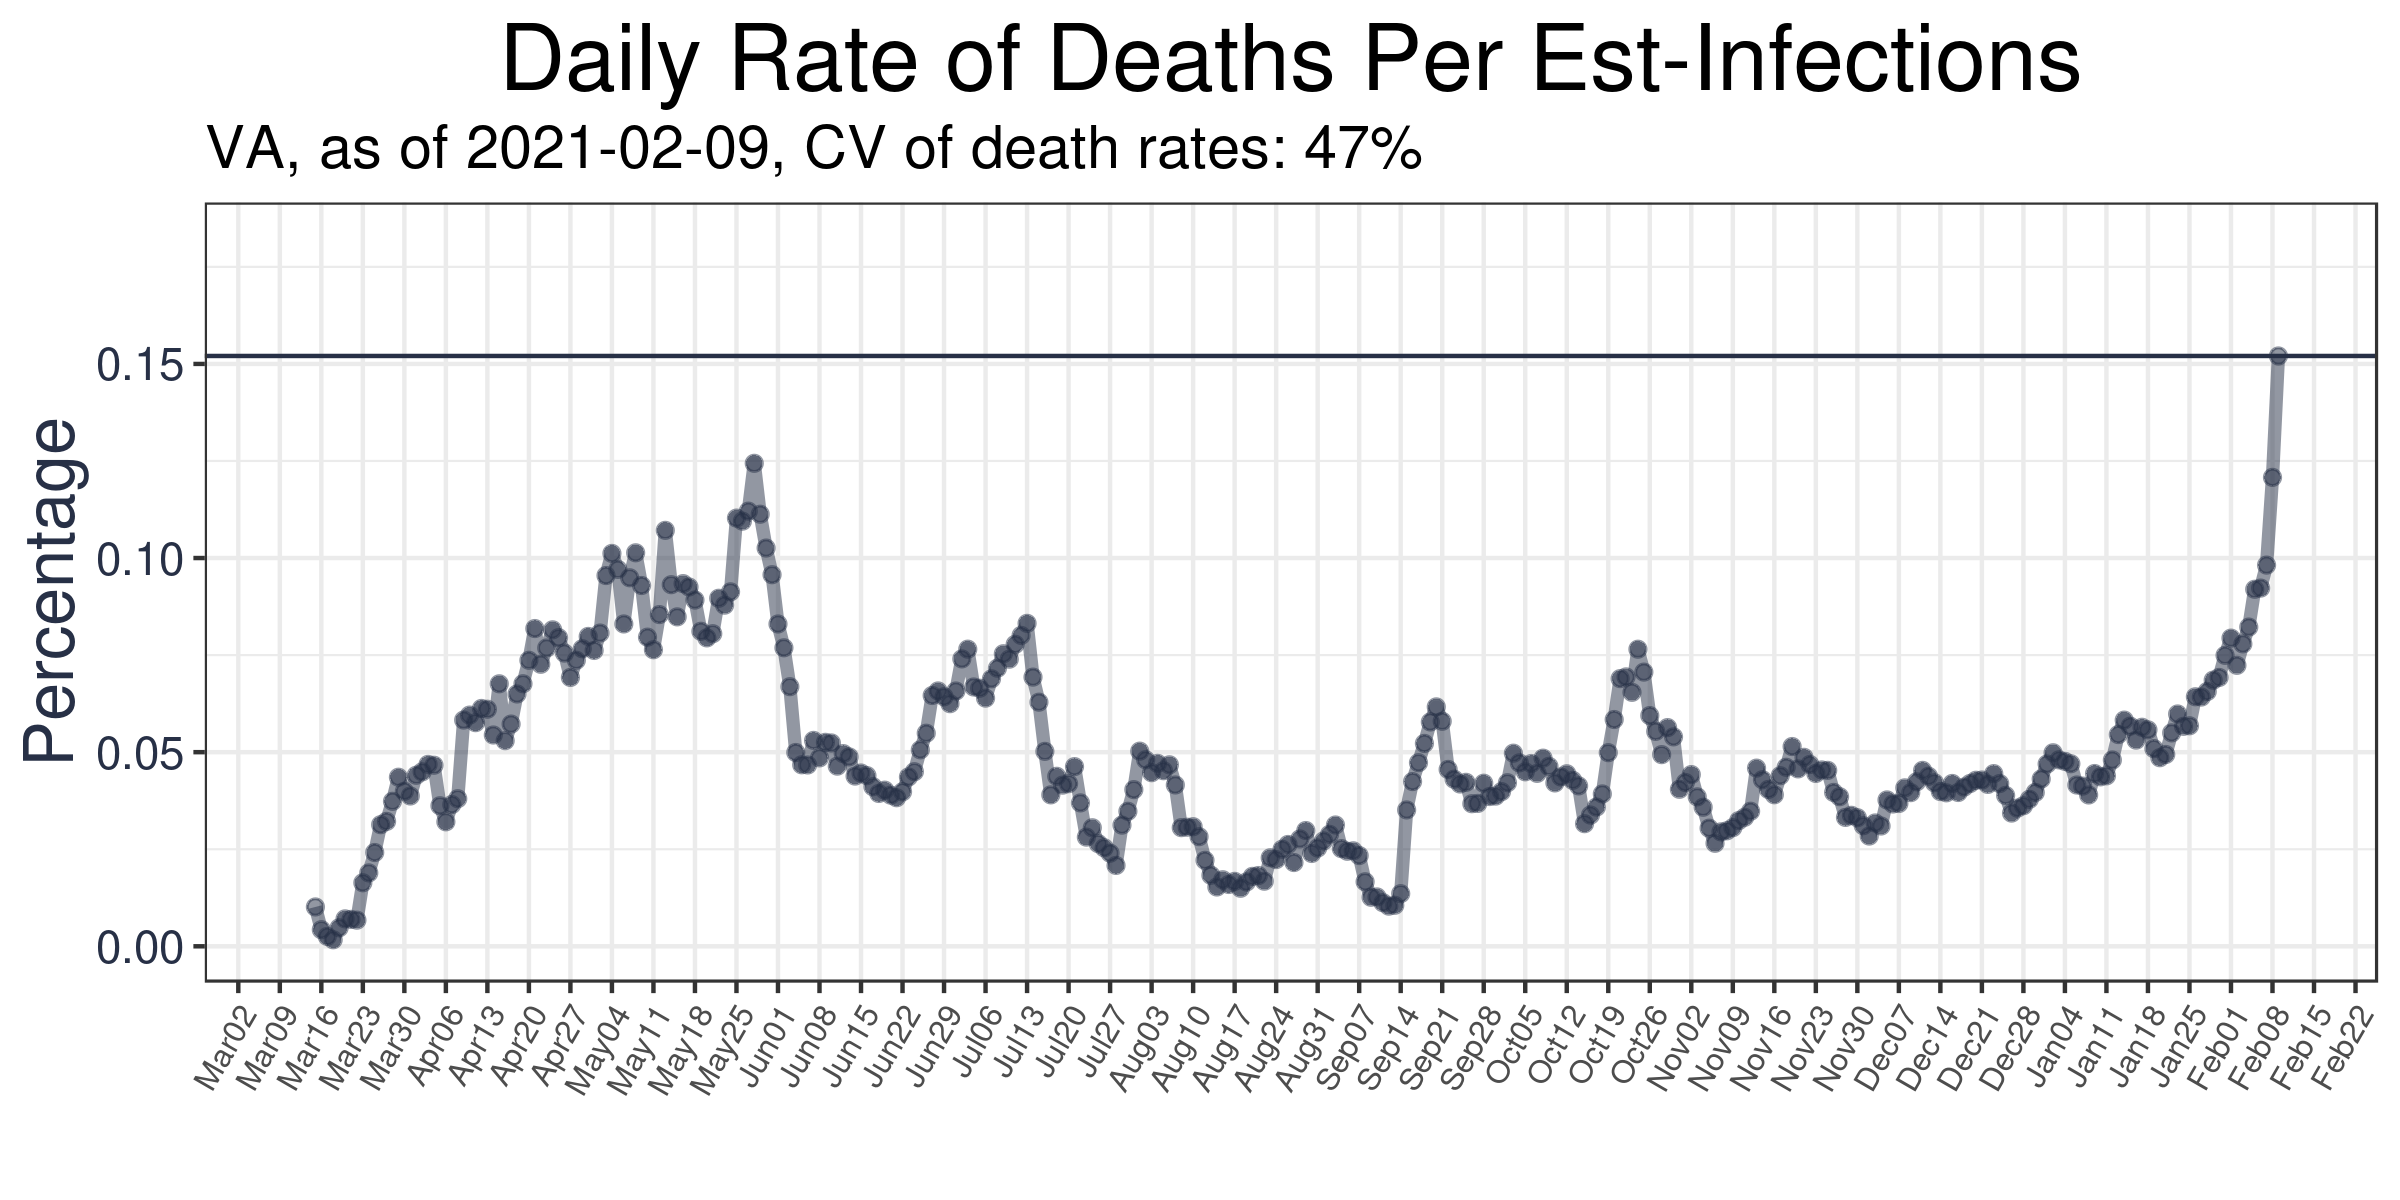 Daily Rate of Deaths Per Est-Infections
VA, as of 2021-02-09, CV of death rates: 47%
Percentage
0.15
0.10
0.05
0.00
Mar02
Mar09
Mar16
Mar23
Mar30
Apr06
Apr13
Apr20
Apr27
May04
May11
May18
May25
Jun01
Jun08
Jun15
Jun22
Jun29
Jul06
Jul13
Jul20
Jul27
Aug03
Aug10
Aug17
Aug24
Aug31
Sep07
Sep14
Sep21
Sep28
Oct05
Oct12
Oct19
Oct26
Nov02
Nov09
Nov16
Nov23
Nov30
Dec07
Dec14
Dec21
Dec28
Jan04
Jan11
Jan18
Jan25
Feb01
Feb08
Feb15
Feb22